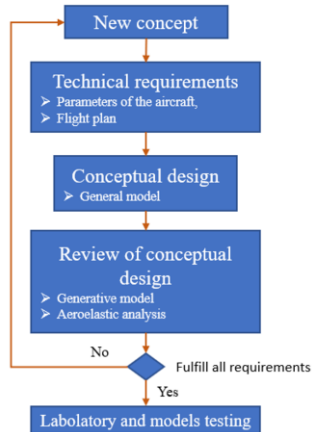 New concept
Technical requirements
➤ Parameters of the aircraft,
➤ Flight plan
Conceptual design
➤ General model
Review of conceptual
design
➤ Generative model
➤ Aeroelastic analysis
No
Fulfill all requirements
Yes
Labolatory and models testing